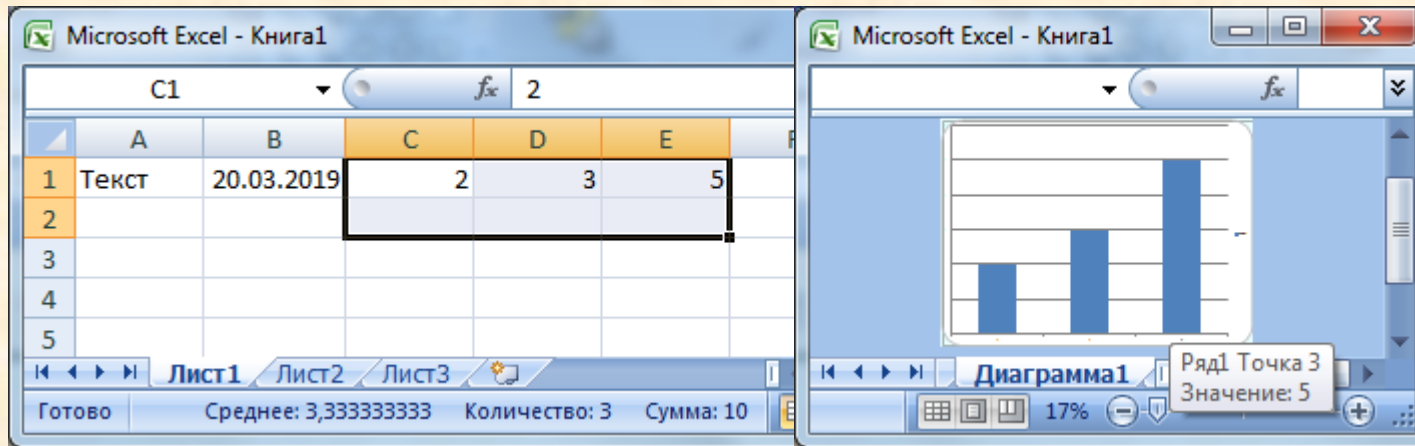 Microsoft Excel - Книга1
C1 fx 2
A B C D E F
1 Текст 20.03.2019 2 3 5
2
3
4
5
Лист1 Лист2 Лист3
Готово Среднее: 3,333333333 Количество: 3 Сумма: 10
Microsoft Excel - Книга1
fx
Диаграмма1
Ряд1 Точка 3
Значение: 5
17%